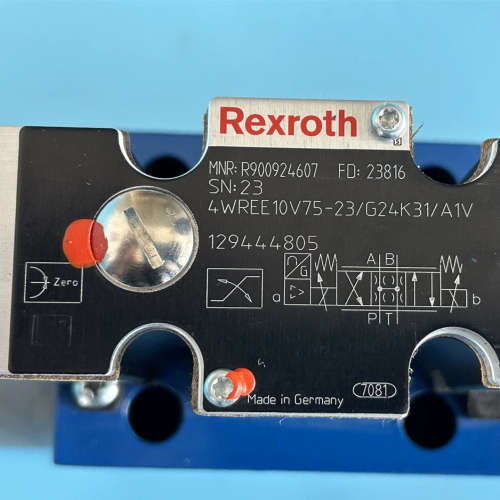 Rexroth
MNR: R900924607 FD: 23816
SN: 23
4WREE10V75-23/G24K31/A1V
129444805
Zero
G
A B
a
b
P T
7081
Made in Germany